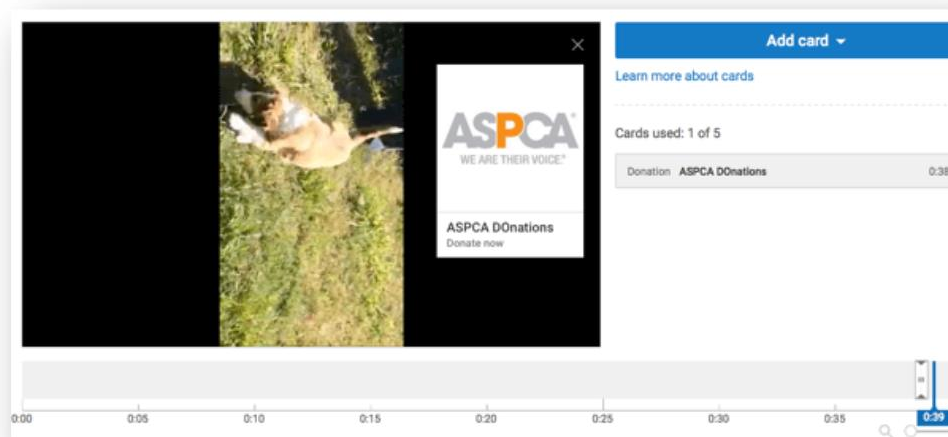 Add card
Learn more about cards
ASPCA
WE ARE THEIR VOICE®
Cards used: 1 of 5
Donation ASPCA DOnations 0:38
ASPCA DOnations
Donate now
0:00 0:05 0:10 0:15 0:20 0:25 0:30 0:35 0:39